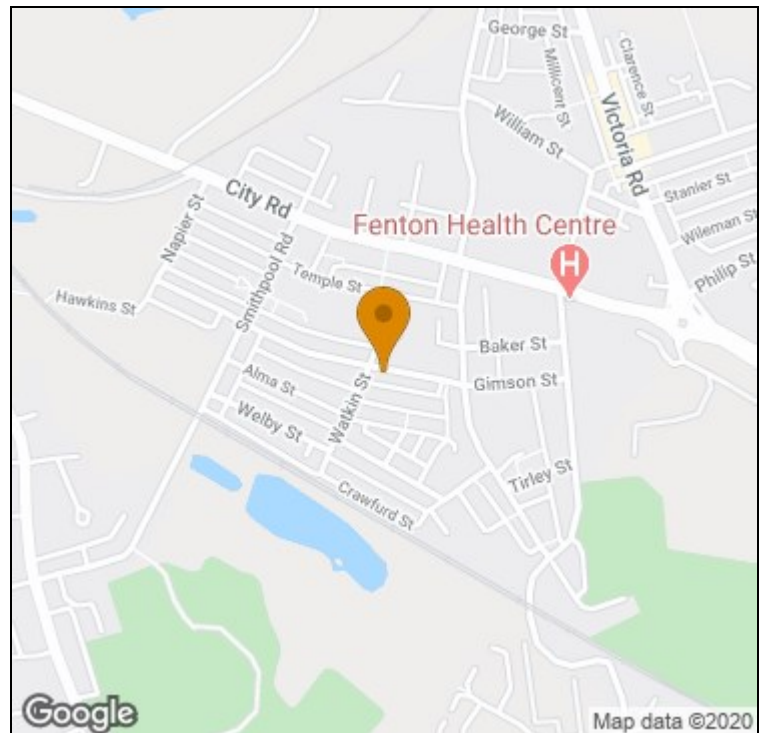 George St
Millicent St
Clarence St
William St
Victoria Rd
Stanier St
City Rd
Napier St
Wileman St
Fenton Health Centre
H
Smithpool Rd
Temple St
Philip St
Hawkins St
Baker St
Alma St
Watkin St
Gimson St
Welby St
Tirley St
Crawfurd St
Google
Map data ©2020